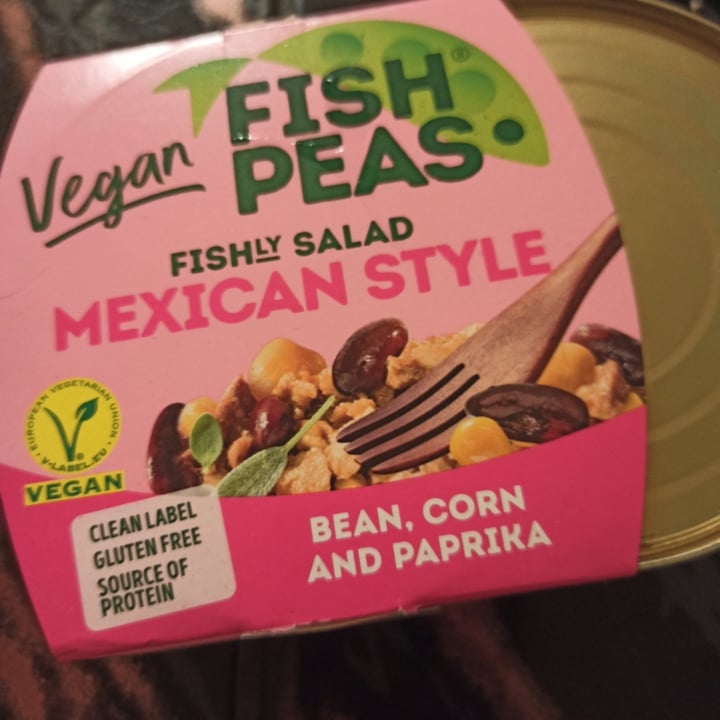 Vegan
FISH®
PEAS
FISHLY SALAD
MEXICAN STYLE
EUROPEAN VEGETARIAN UNION
V-LABEL.EU
VEGAN
CLEAN LABEL
GLUTEN FREE
SOURCE OF
PROTEIN
BEAN, CORN
AND PAPRIKA